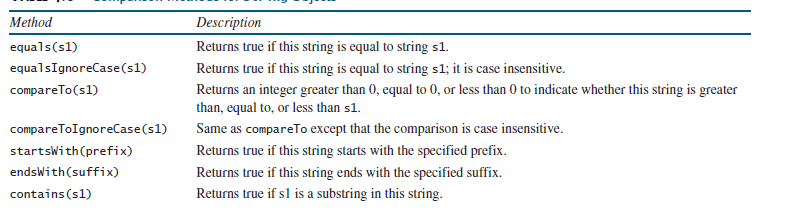 Method Description
equals(s1) Returns true if this string is equal to string s1.
equalsIgnoreCase(s1) Returns true if this string is equal to string s1; it is case insensitive.
compareTo(s1) Returns an integer greater than 0, equal to 0, or less than 0 to indicate whether this string is greater
than, equal to, or less than s1.
compareToIgnoreCase(s1) Same as compareTo except that the comparison is case insensitive.
startsWith(prefix) Returns true if this string starts with the specified prefix.
endsWith(suffix) Returns true if this string ends with the specified suffix.
contains(s1) Returns true if s1 is a substring in this string.